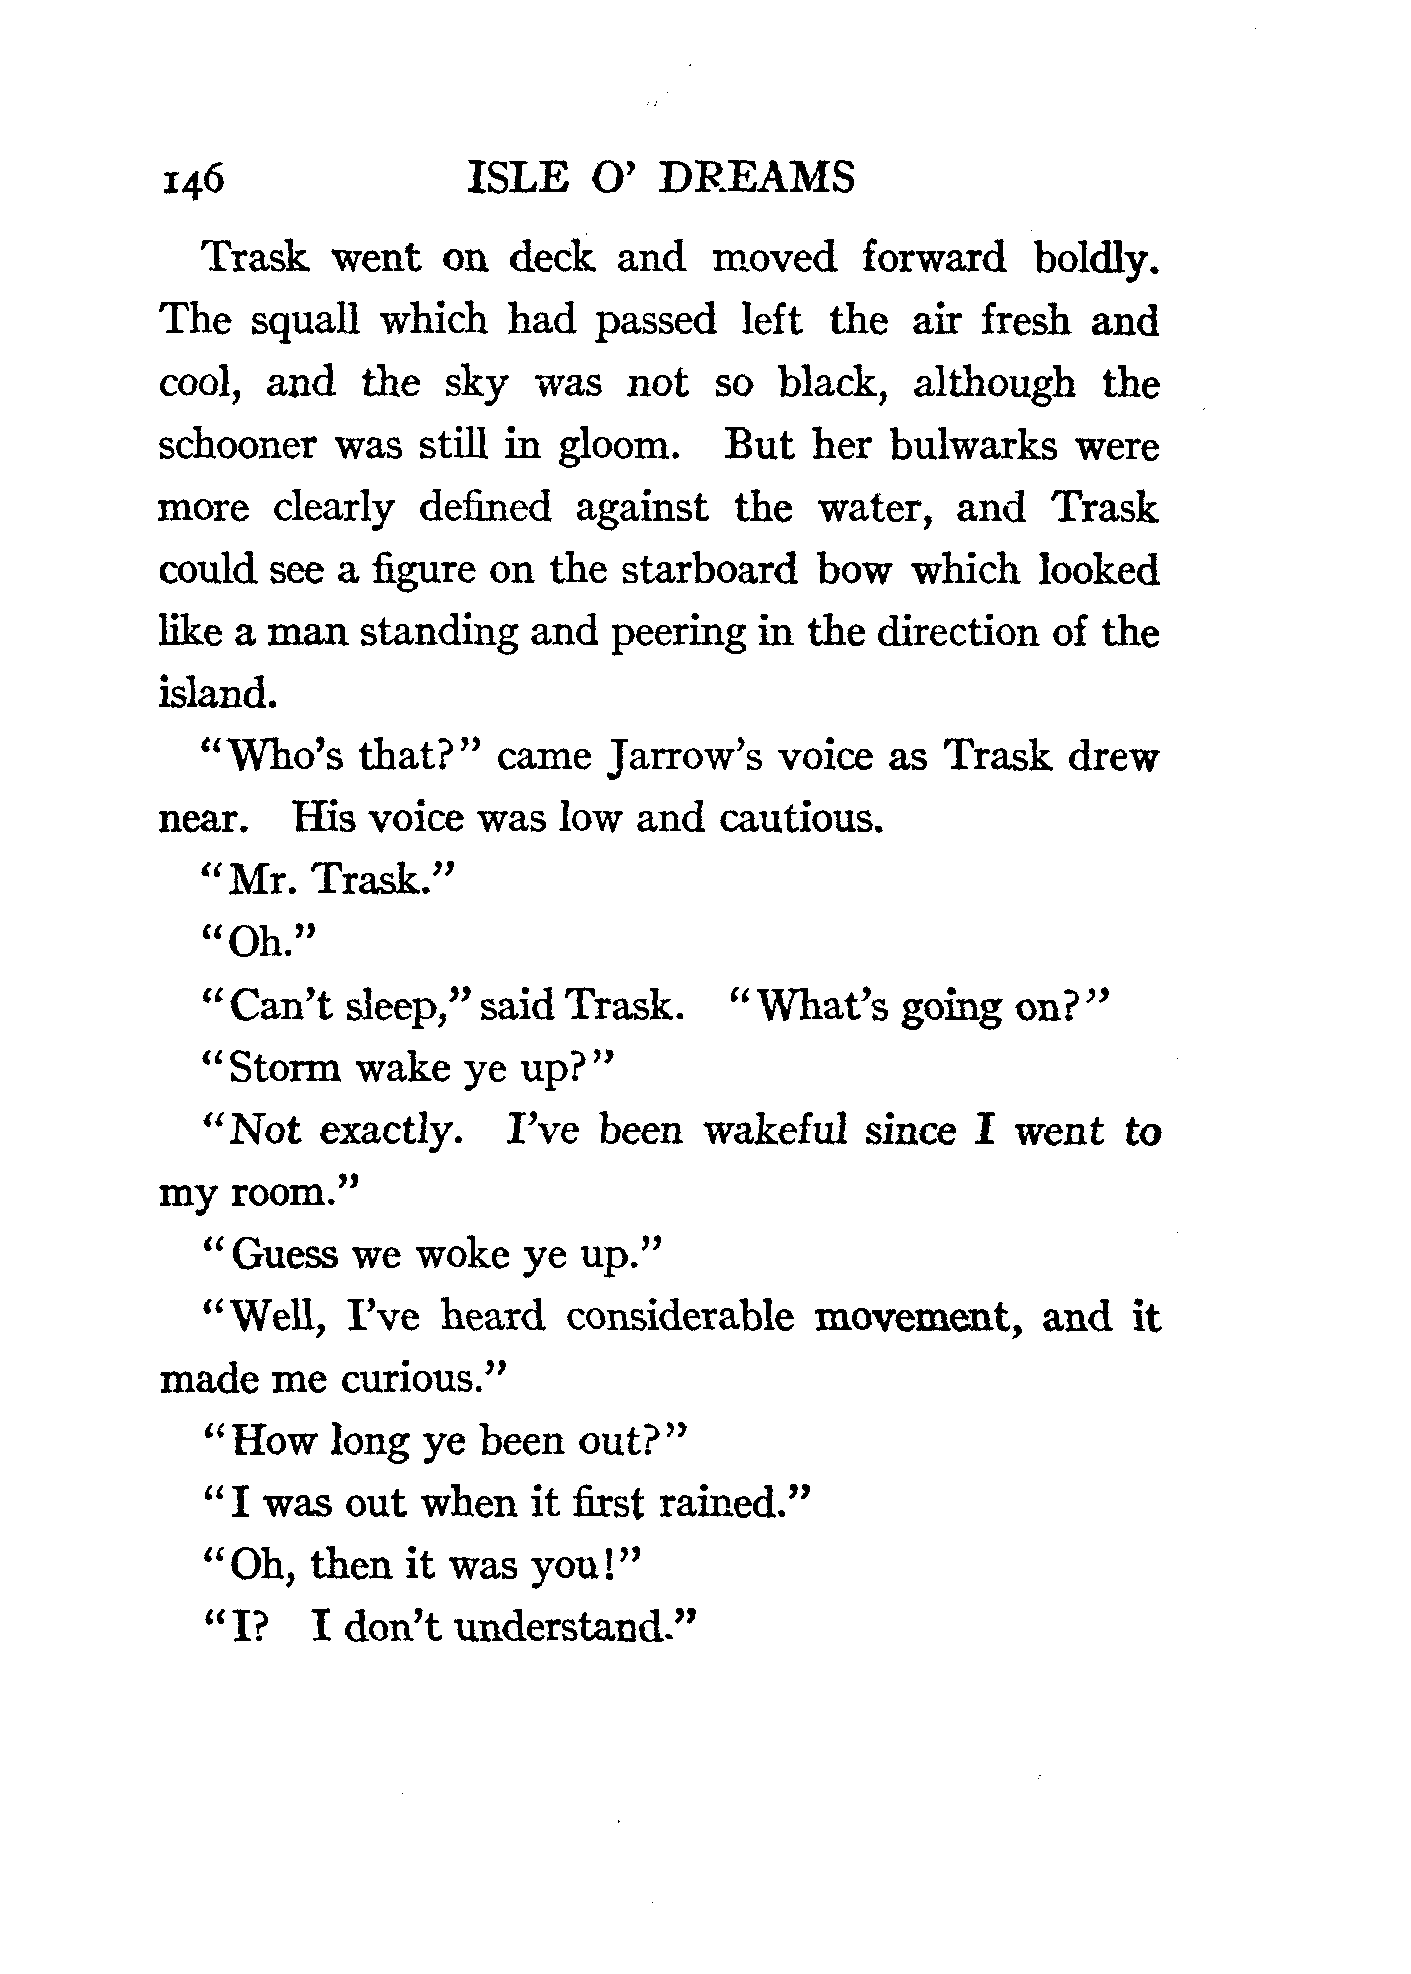 146 ISLE O' DREAMS
Trask went on deck and moved forward boldly.
The squall which had passed left the air fresh and
cool, and the sky was not so black, although the
schooner was still in gloom. But her bulwarks were
more clearly defined against the water, and Trask
could see a figure on the starboard bow which looked
like a man standing and peering in the direction of the
island.
"Who's that?" came Jarrow's voice as Trask drew
near. His voice was low and cautious.
"Mr. Trask."
"Oh."
"Can't sleep," said Trask. "What's going on?"
"Storm wake ye up?"
"Not exactly. I've been wakeful since I went to
my room."
"Guess we woke ye up."
"Well, I've heard considerable movement, and it
made me curious."
"How long ye been out?"
"I was out when it first rained."
"Oh, then it was you!"
"I? I don't understand."